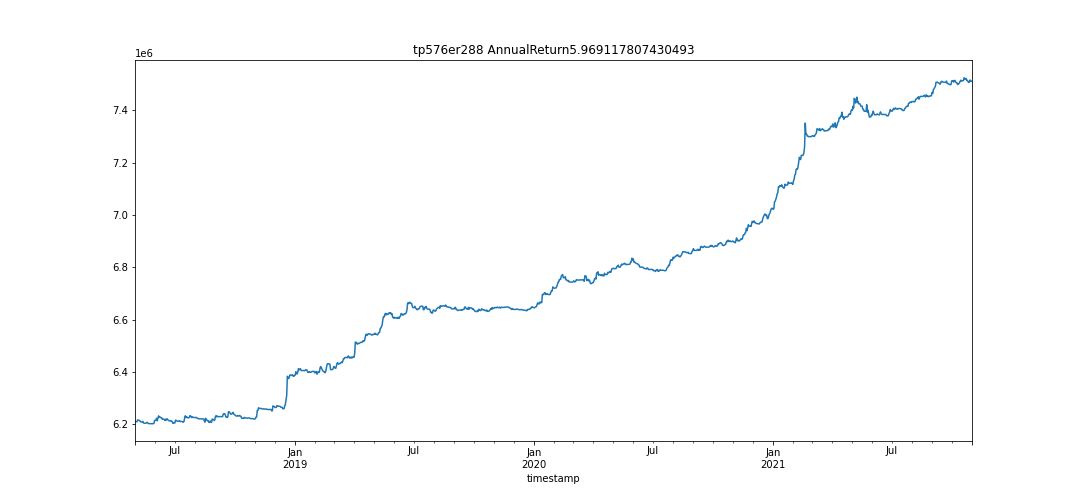 tp576er288 AnnualReturn5.969117807430493
1e6
7.4
7.2
7.0
6.8
6.6
6.4
6.2
Jul
Jan
2019
Jul
Jan
2020
Jul
Jan
2021
Jul
timestamp